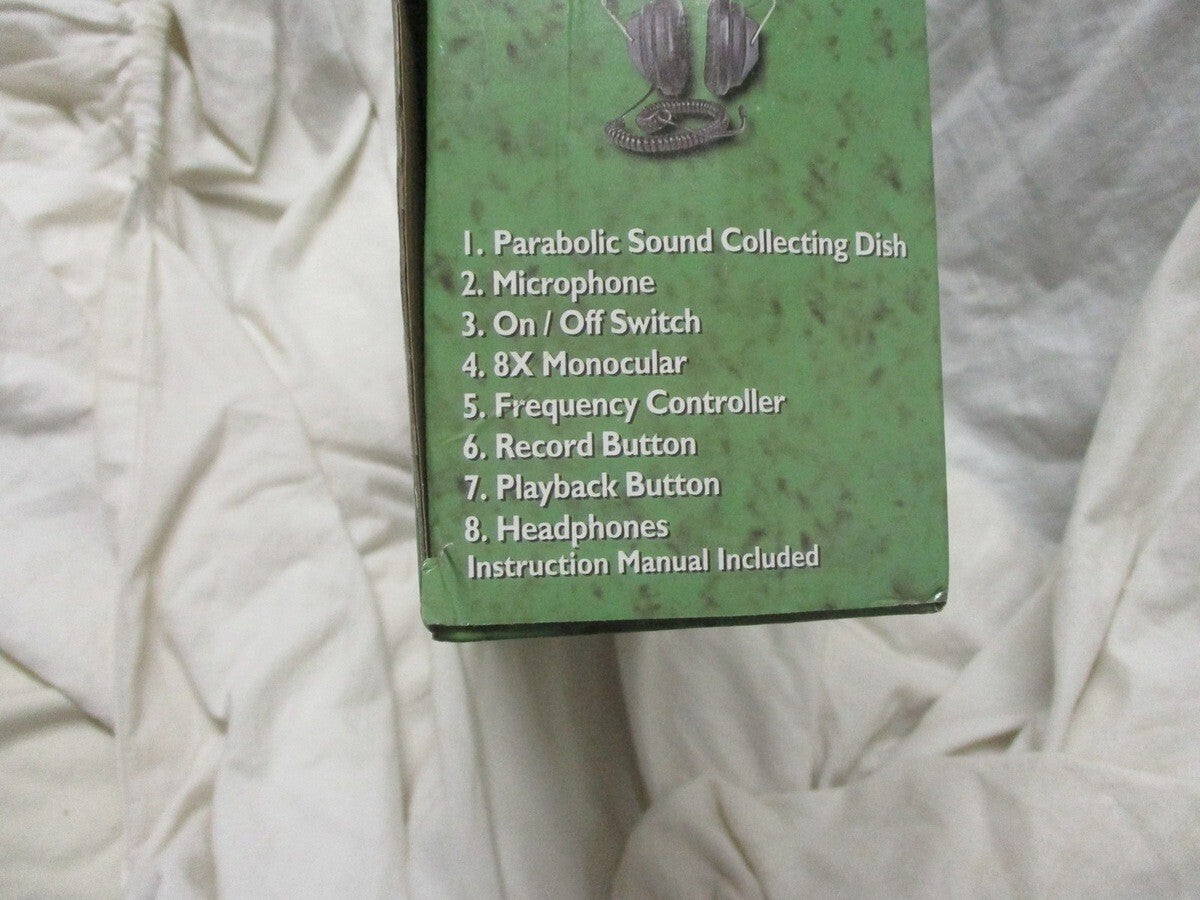 1. Parabolic Sound Collecting Dish
2. Microphone
3. On / Off Switch
4. 8X Monocular
5. Frequency Controller
6. Record Button
7. Playback Button
8. Headphones
Instruction Manual Included